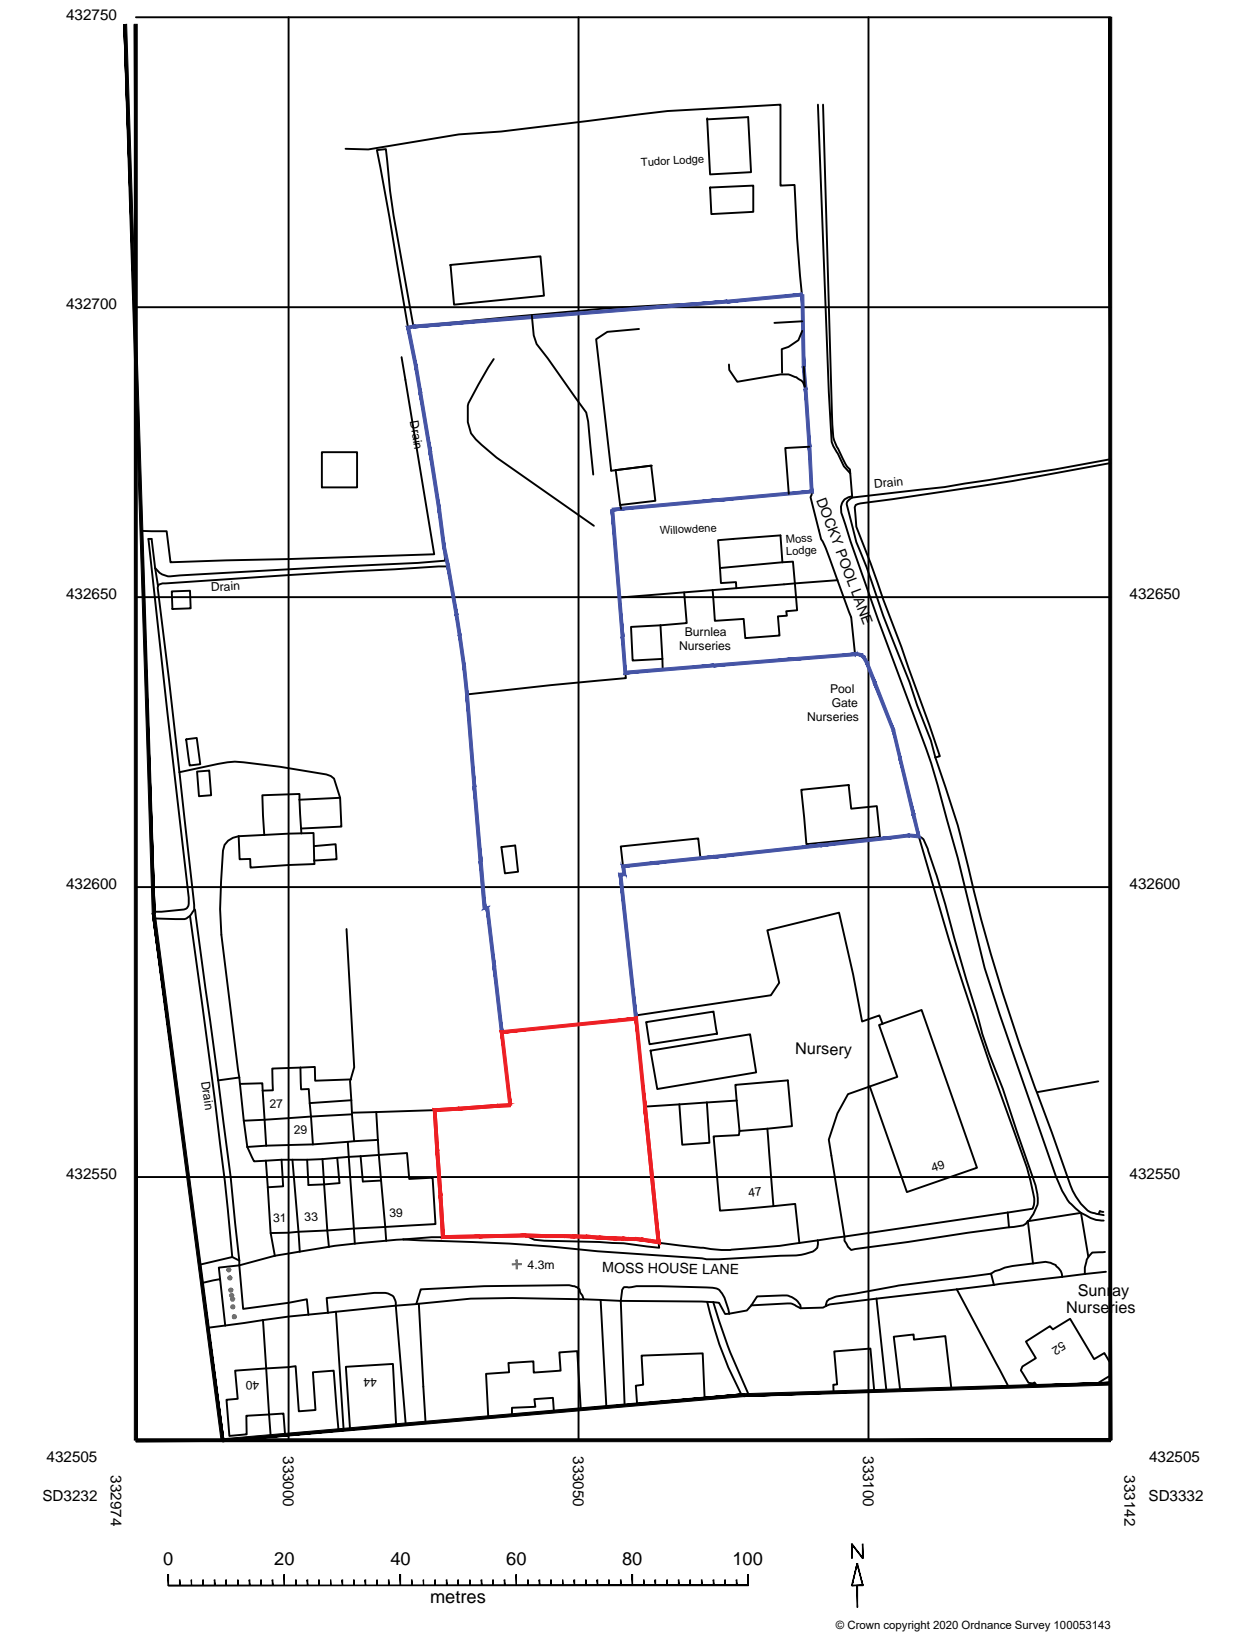 432750
Tudor Lodge
432700
Drain
Drain
Willowdene
Moss
Lodge
DOCKY POOL LANE
Drain
432650
432650
Burnlea
Nurseries
Pool
Gate
Nurseries
432600
432600
Nursery
Drain
27
29
432550
432550
49
47
31
33
39
4.3m
MOSS HOUSE LANE
Sunray
Nurseries
52
40
44
432505
432505
SD3232
332974
333000
333050
333100
333142
SD3332
0 20 40 60 80 100
metres
N
© Crown copyright 2020 Ordnance Survey 100053143